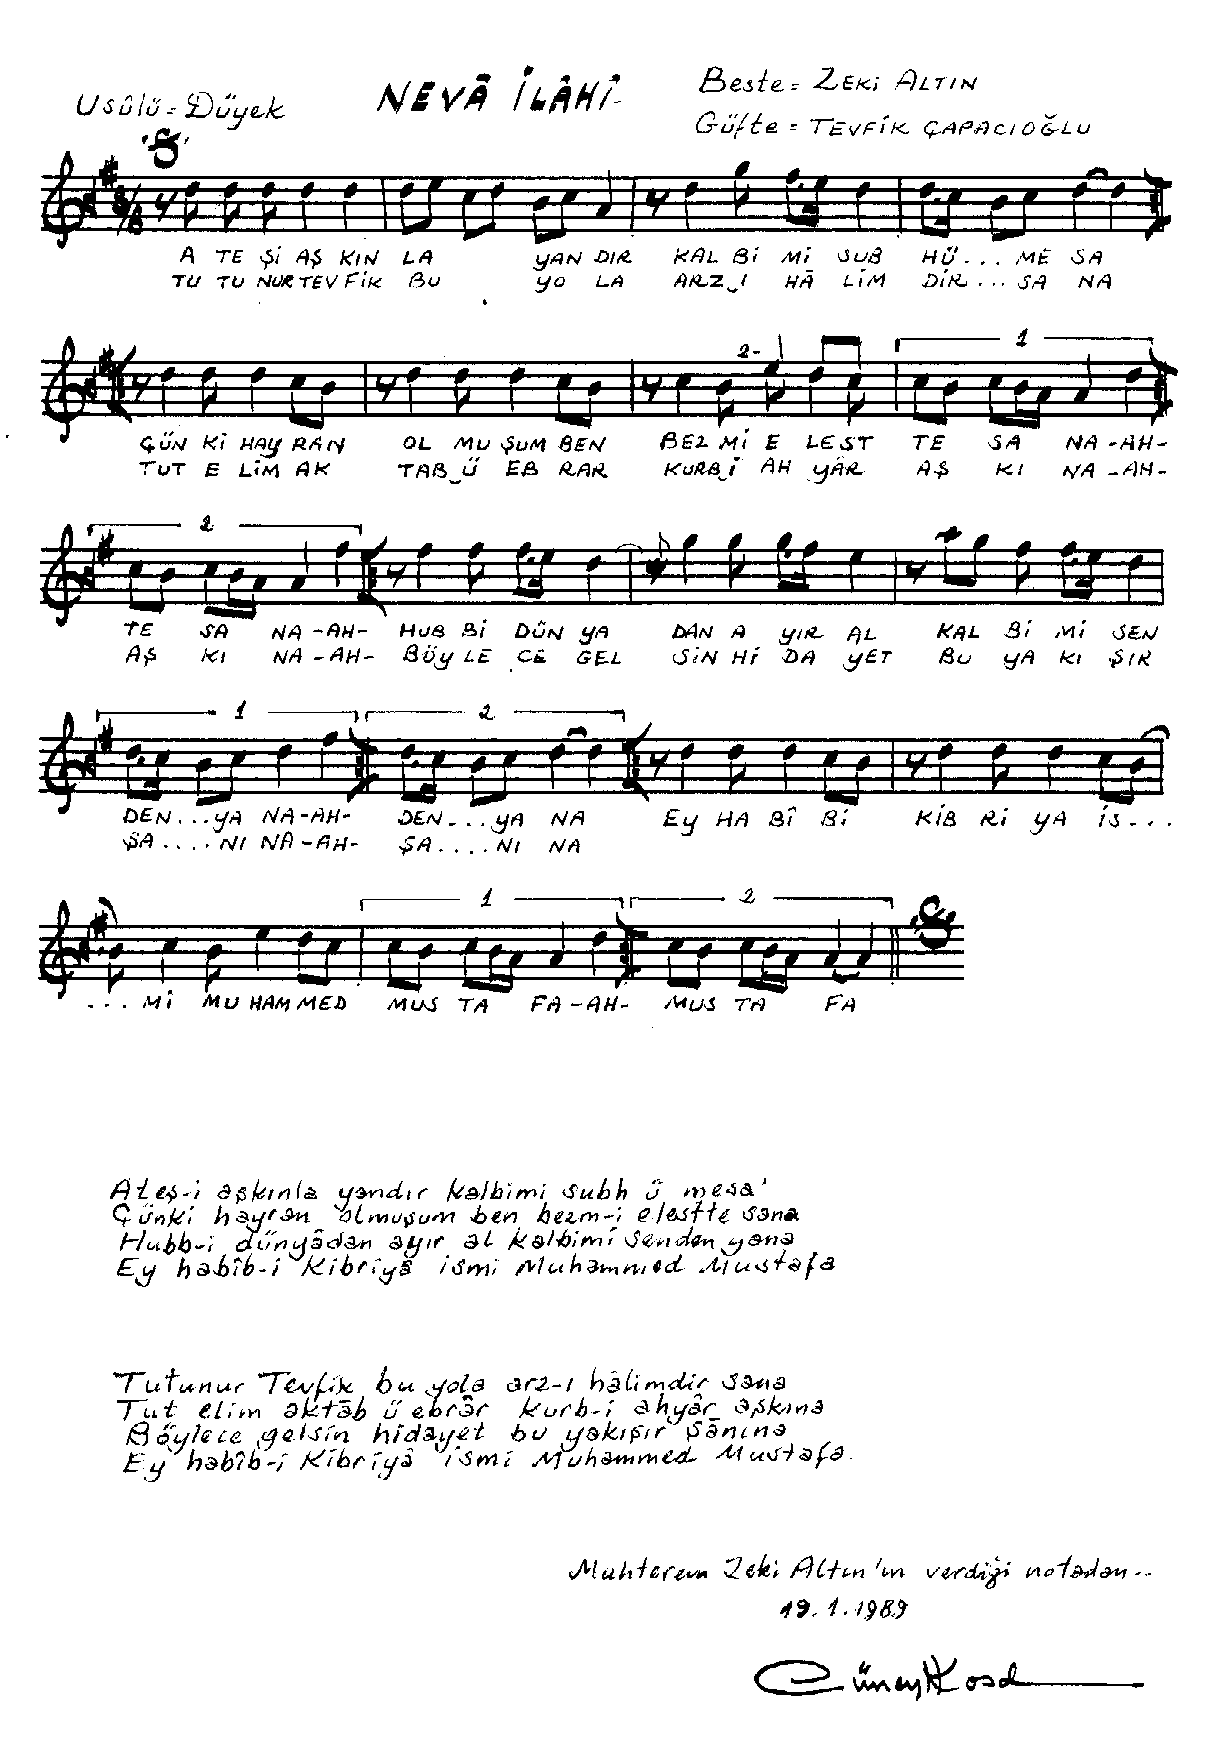 Usûlü = Düyek
NEVÂ İLÂHİ
Beste = ZEKİ ALTIN
Güfte = TEVFİK ÇAPACIOĞLU
8/8
A TE Şİ AŞ KIN LA YAN DIR KAL Bİ Mİ SUB HÜ... ME SA
TU TU NUR TEV FİK BU YO LA ARZ_I HÂ LİM DİR... SA NA
2-
1
ÇÜN Kİ HAY RAN OL MU ŞUM BEN BEZ Mİ E LEST TE SA NA-AH-
TUT E LİM AK TAB_Ü EB RAR KURB_İ AH YÂR AŞ KI NA-AH-
2
TE SA NA-AH- HUB Bİ DÜN YA DAN A YIR AL KAL Bİ Mİ SEN
AŞ KI NA-AH- BÖY LE CE GEL SİN Hİ DA YET BU YA KI ŞIR
1 2
DEN...YA NA-AH- DEN...YA NA EY HA BÎ Bİ KİB Rİ YA İS...
ŞA....NI NA-AH- ŞA....NI NA
1 2
...Mİ MU HAM MED MUS TA FA-AH- MUS TA FA
Ateş-i aşkınla yandır kalbimi subh ü mesa'
Çünki hayran olmuşum ben bezm-i elestte sana
Hubb-i dünyâdan ayır al kalbimi senden yana
Ey habîb-i Kibrîyâ ismi Muhammed Mustafa
Tutunur Tevfik bu yola arz-ı hâlimdir sana
Tut elim aktâb ü ebrâr kurb-i ahyâr aşkına
Böylece gelsin hidayet bu yakışır şânına
Ey habîb-i Kibrîyâ ismi Muhammed Mustafa.
Muhterem Zeki Altın'ın verdiği notadan..
19.1.1989
Güney Kosd